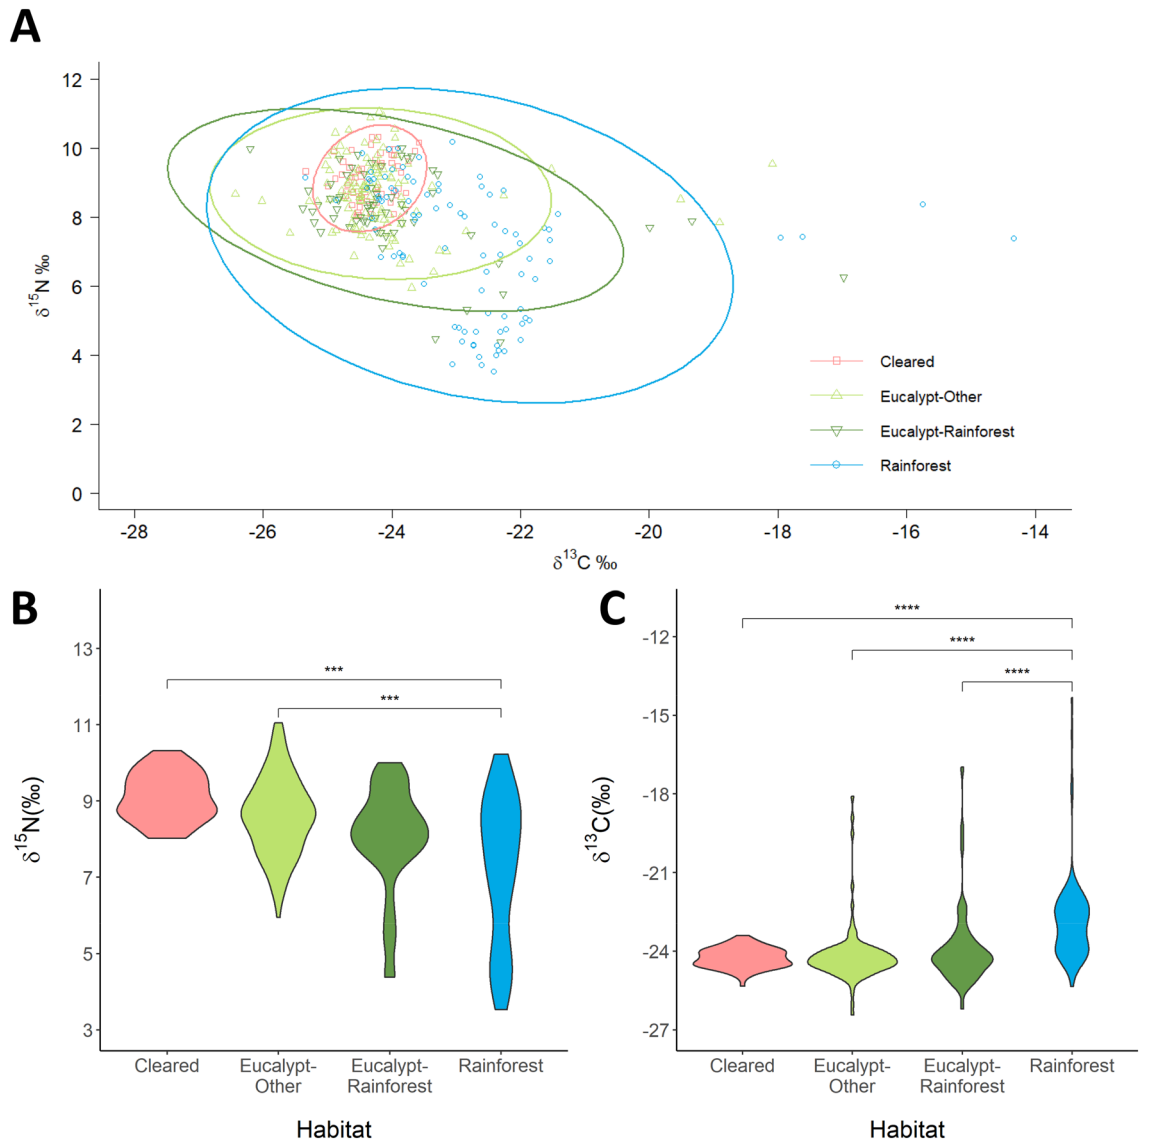 A
12
10
8
6
4
2
0
δ15N ‰
-28 -26 -24 -22 -20 -18 -16 -14
δ13C ‰
Cleared
Eucalypt-Other
Eucalypt-Rainforest
Rainforest
B
13
11
9
7
5
3
δ15N(‰)
***
***
Cleared Eucalypt- Eucalypt- Rainforest
Other Rainforest
Habitat
C
-12
-15
-18
-21
-24
-27
δ13C(‰)
****
****
****
Cleared Eucalypt- Eucalypt- Rainforest
Other Rainforest
Habitat